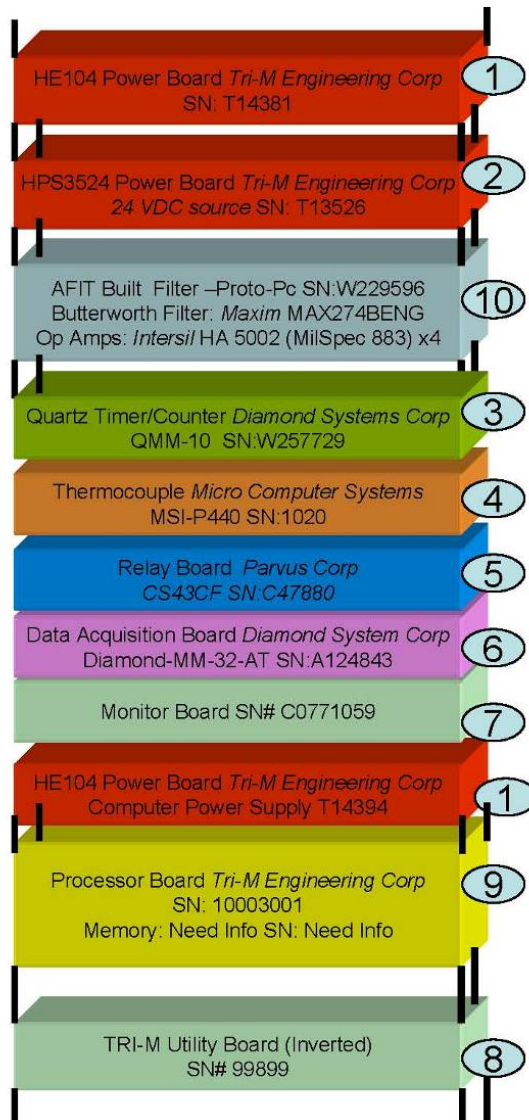 HE104 Power Board Tri-M Engineering Corp
SN: T14381
1
HPS3524 Power Board Tri-M Engineering Corp
24 VDC source SN: T13526
2
AFIT Built Filter –Proto-Pc SN:W229596
Butterworth Filter: Maxim MAX274BENG
Op Amps: Intersil HA 5002 (MilSpec 883) x4
10
Quartz Timer/Counter Diamond Systems Corp
QMM-10 SN:W257729
3
Thermocouple Micro Computer Systems
MSI-P440 SN:1020
4
Relay Board Parvus Corp
CS43CF SN:C47880
5
Data Acquisition Board Diamond System Corp
Diamond-MM-32-AT SN:A124843
6
Monitor Board SN# C0771059
7
HE104 Power Board Tri-M Engineering Corp
Computer Power Supply T14394
1
Processor Board Tri-M Engineering Corp
SN: 10003001
Memory: Need Info SN: Need Info
9
TRI-M Utility Board (Inverted)
SN# 99899
8